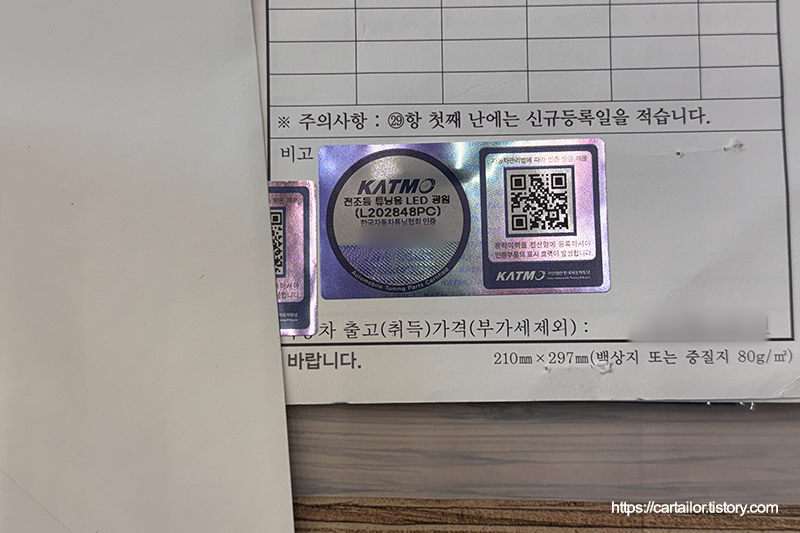 ※ 주의사항 : ㉙항 첫째 난에는 신규등록일을 적습니다.
비고
KATMO
전조등 튜닝용 LED 광원
(L202848PC)
한국자동차튜닝협회 인증
Automobile Tuning Parts Certified
자동차관리법에 따라 인증 받은 제품
장착이력을 전산망에 등록하셔야
인증부품의 표시 효력이 발생합니다.
KATMO
출고(취득)가격(부가세제외) :
바랍니다.
210㎜×297㎜(백상지 또는 중질지 80g/㎡)
https://cartailor.tistory.com